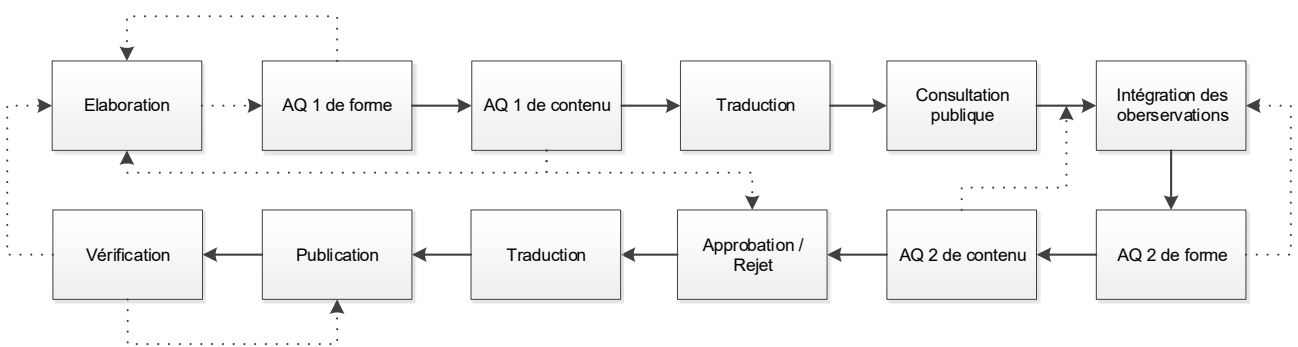 Elaboration
AQ 1 de forme
AQ 1 de contenu
Traduction
Consultation
publique
Intégration des
oberservations
Vérification
Publication
Traduction
Approbation /
Rejet
AQ 2 de contenu
AQ 2 de forme